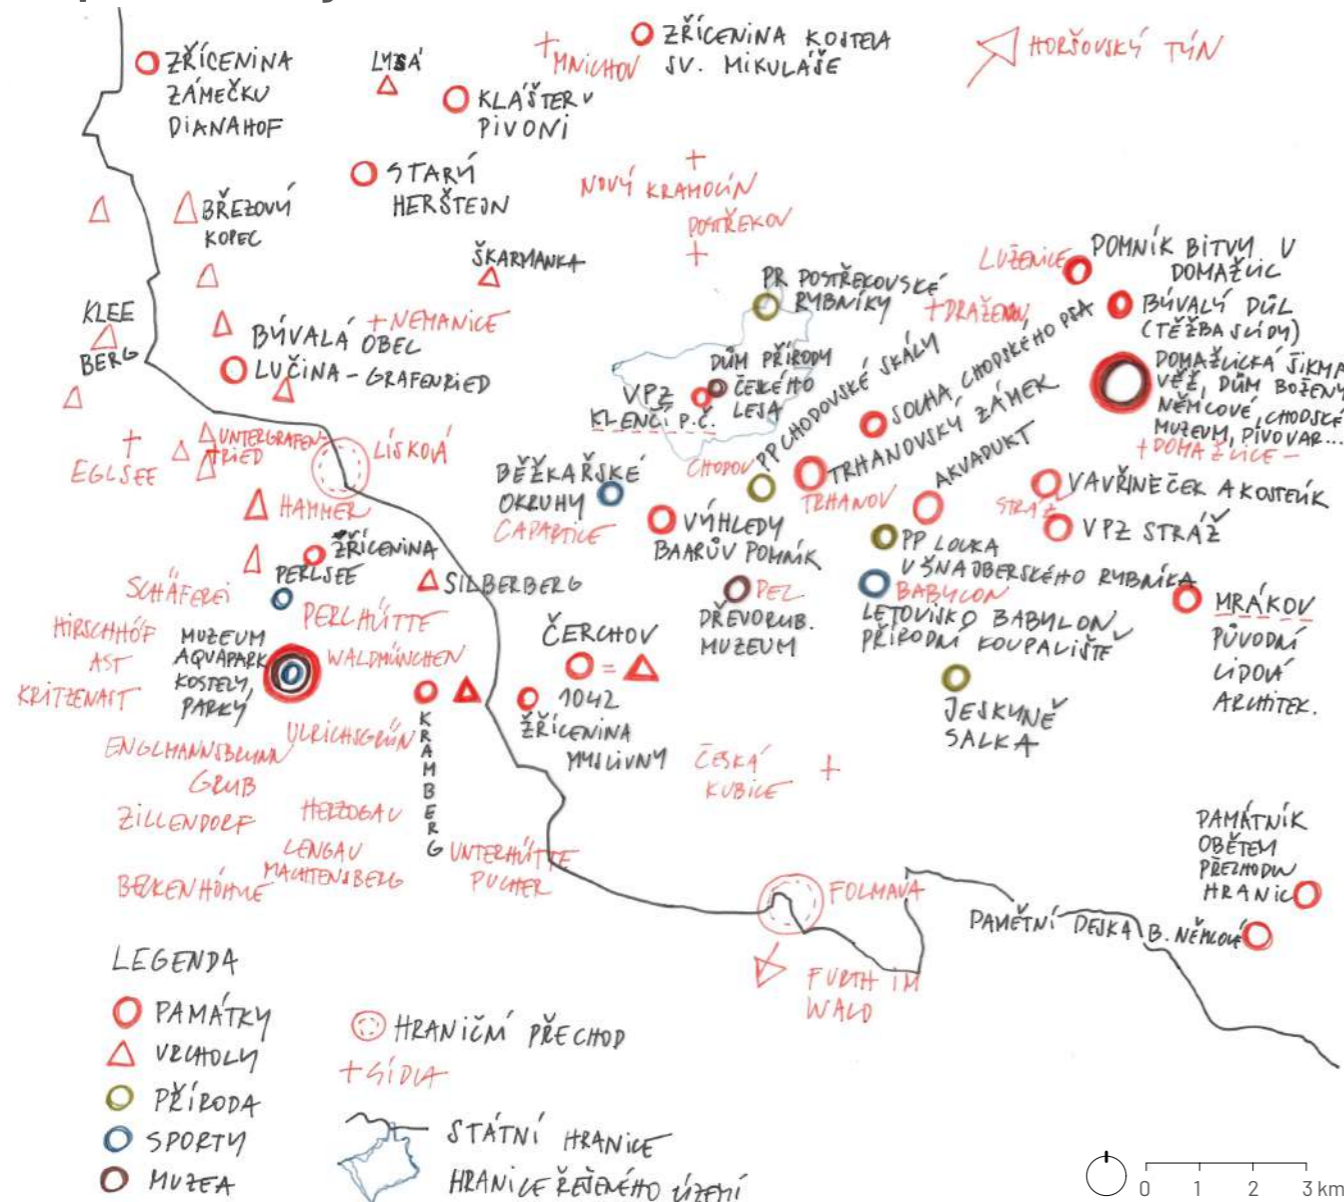 ZŘÍCENINA
ZÁMEČKU
DIANAHOF
LYSÁ
KLÁŠTER V
PIVONI
MNICHOV
ZŘÍCENINA KOSTELA
SV. MIKULÁŠE
HORŠOVSKÝ TÝN
STARÝ
HERŠTEJN
NOVÝ KRAMOLÍN
POSTŘEKOV
BŘEZOVÝ
KOPEC
ŠKARMANKA
KLEE
BERG
+ NEMANICE
BÝVALÁ OBEC
LUČINA - GRAFENRIED
PR POSTŘEKOVSKÉ
RYBNÍKY
LUŽENICE
POMNÍK BITVY U
DOMAŽLIC
+ DRAŽENOV
BÝVALÝ DŮL
(TĚŽBA SLÍDY)
DOMAŽLICKÁ ŠIKMÁ
VĚŽ, DŮM BOŽENY
NĚMCOVÉ, CHODSKÉ
MUZEUM, PIVOVAR...
+ DOMAŽLICE -
DŮM PŘÍRODY
ČESKÉHO
LESA
VPZ
KLENČÍ P.Č.
PP CHODOVSKÉ SKÁLY
SOCHA CHODSKÉHO PSA
TRHANOVSKÝ ZÁMEK
AKVADUKT
CHODOV
TRHANOV
EGLSEE
UNTERGRAFEN-
RIED
LÍSKOVÁ
HAMMER
BĚŽKAŘSKÉ
OKRUHY
CAPARTICE
VÝHLEDY
BAARŮV POMNÍK
STRÁŽ
VAVŘINEČEK A KOSTELÍK
VPZ STRÁŽ
ZŘÍCENINA
PERLSEE
SILBERBERG
PP LOUKA
U ŠNAJBERSKÉHO RYBNÍKA
BABYLON
LETOVISKO BABYLON
PŘÍRODNÍ KOUPALIŠTĚ
PEC
DŘEVORUB.
MUZEUM
MRÁKOV
PŮVODNÍ
LIDOVÁ
ARCHITEK.
SCHÄFEREI
PERLHÜTTE
HIRSCHHÖF
AST
KRITZENAST
MUZEUM
AQUAPARK
KOSTELY,
PARKY
WALDMÜNCHEN
ČERCHOV
1042
ZŘÍCENINA
MYSLIVNY
JESKYNĚ
SALKA
ULRICHSGRÜN
KRAMBERG
ENGLMANNSBRUNN
GRUB
ZILLENDORF
HERZOGAU
LENGAU
MACHTENSBERG
UNTERHÜTTE
PUCHER
ČESKÁ
KUBICE
PAMÁTNÍK
OBĚTEM
PŘECHODU
HRANIC
FOLMAVA
PAMĚTNÍ DESKA B. NĚMCOVÉ
FURTH IM
WALD
LEGENDA
PAMÁTKY
VRCHOLY
PŘÍRODA
SPORTY
MUZEA
HRANIČNÍ PŘECHOD
+ SÍDLA
STÁTNÍ HRANICE
HRANICE ŘEŠENÉHO ÚZEMÍ
0 1 2 3 km